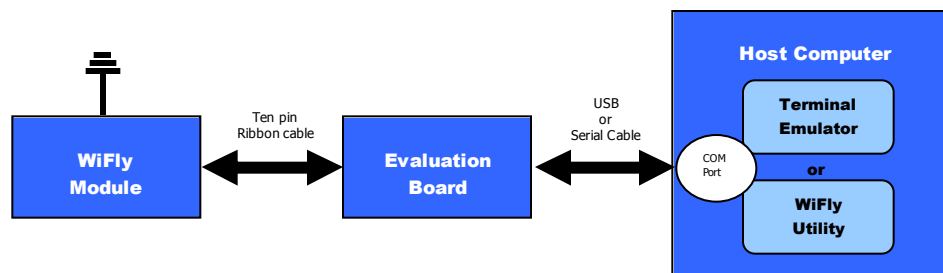 WiFly
Module
Ten pin
Ribbon cable
Evaluation
Board
USB
or
Serial Cable
Host Computer
COM
Port
Terminal
Emulator
or
WiFly
Utility